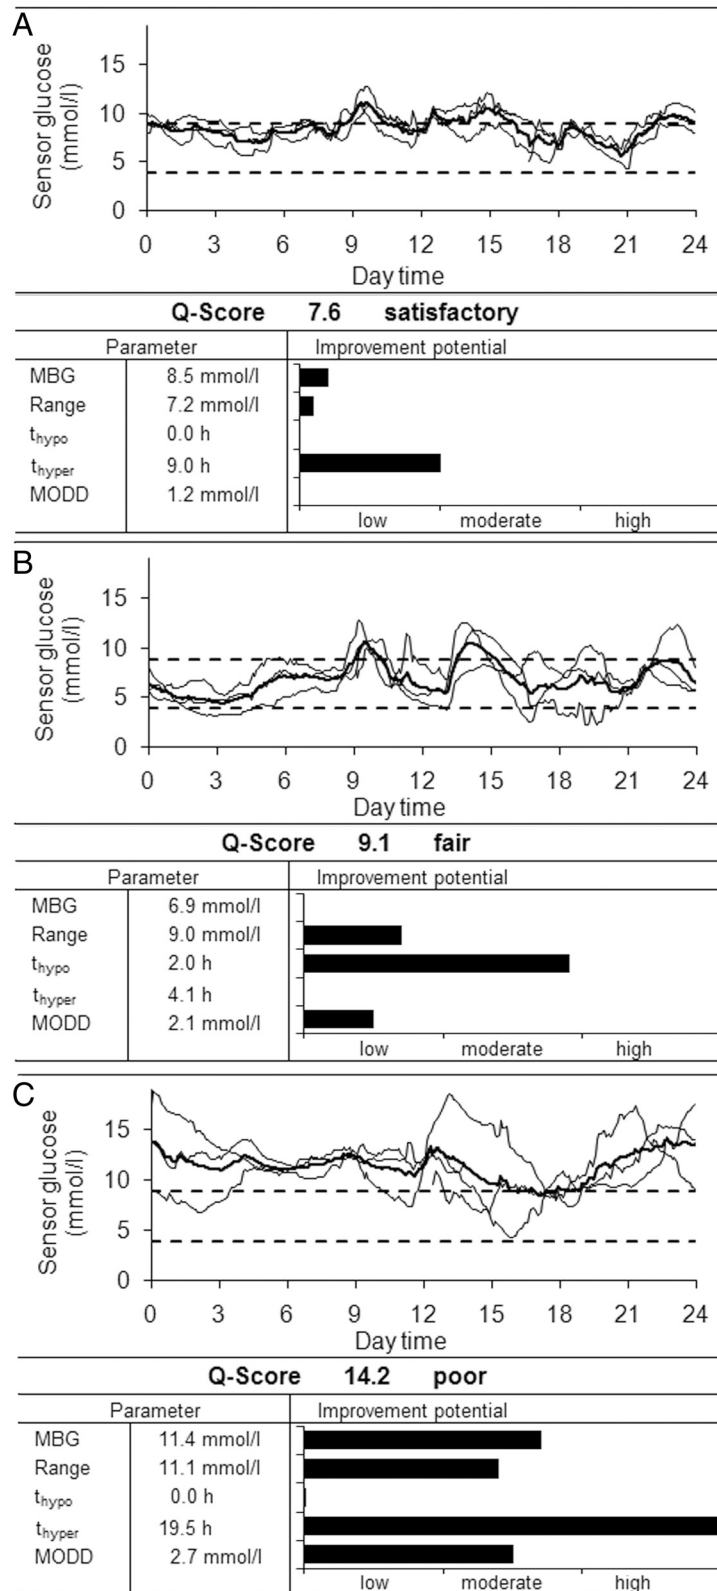 A
Sensor glucose
(mmol/l)
15
10
5
0
0 3 6 9 12 15 18 21 24
Day time
Q-Score 7.6 satisfactory
Parameter Improvement potential
MBG 8.5 mmol/l
Range 7.2 mmol/l
thypo 0.0 h
thyper 9.0 h
MODD 1.2 mmol/l
low moderate high
B
Sensor glucose
(mmol/l)
15
10
5
0
0 3 6 9 12 15 18 21 24
Day time
Q-Score 9.1 fair
Parameter Improvement potential
MBG 6.9 mmol/l
Range 9.0 mmol/l
thypo 2.0 h
thyper 4.1 h
MODD 2.1 mmol/l
low moderate high
C
Sensor glucose
(mmol/l)
15
10
5
0
0 3 6 9 12 15 18 21 24
Day time
Q-Score 14.2 poor
Parameter Improvement potential
MBG 11.4 mmol/l
Range 11.1 mmol/l
thypo 0.0 h
thyper 19.5 h
MODD 2.7 mmol/l
low moderate high